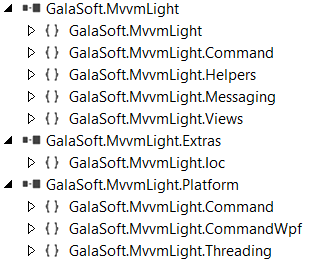 GalaSoft.MvvmLight
{ } GalaSoft.MvvmLight
{ } GalaSoft.MvvmLight.Command
{ } GalaSoft.MvvmLight.Helpers
{ } GalaSoft.MvvmLight.Messaging
{ } GalaSoft.MvvmLight.Views
GalaSoft.MvvmLight.Extras
{ } GalaSoft.MvvmLight.Ioc
GalaSoft.MvvmLight.Platform
{ } GalaSoft.MvvmLight.Command
{ } GalaSoft.MvvmLight.CommandWpf
{ } GalaSoft.MvvmLight.Threading